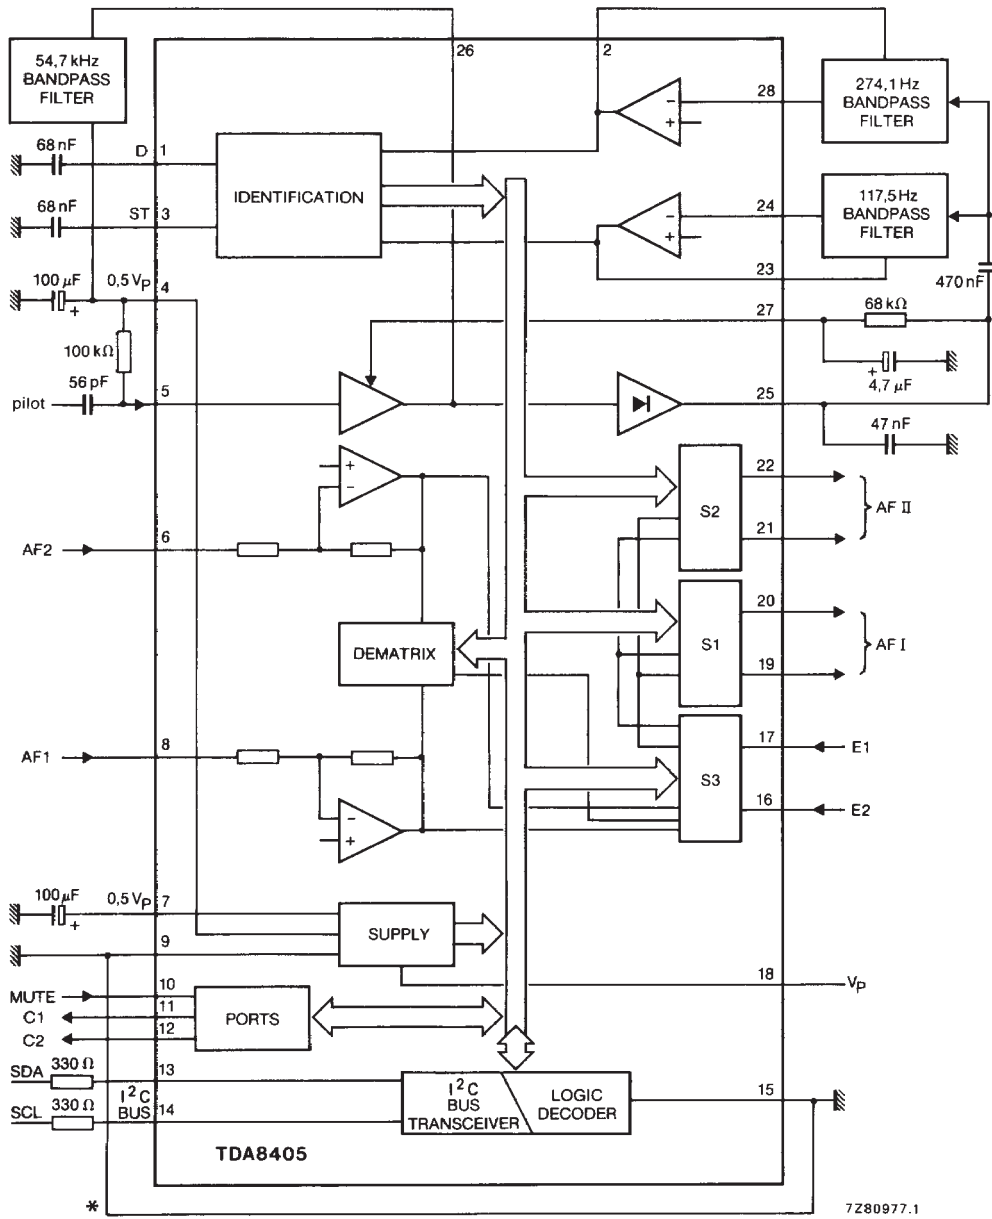 26
2
54,7 kHz
BANDPASS
FILTER
28
274,1 Hz
BANDPASS
FILTER
−
+
68 nF
D
1
IDENTIFICATION
68 nF
ST
3
24
117,5 Hz
BANDPASS
FILTER
−
+
23
470 nF
100 µF
+
0,5 VP
4
27
68 kΩ
100 kΩ
+
4,7 µF
56 pF
pilot
5
25
47 nF
+
−
22
S2
AF II
21
AF2
6
20
DEMATRIX
S1
AF I
19
AF1
8
17
E1
S3
−
+
16
E2
100 µF
+
0,5 VP
7
SUPPLY
9
18
VP
MUTE
10
C1
11
PORTS
C2
12
SDA
330 Ω
13
I²C
BUS
SCL
330 Ω
14
I²C
BUS
TRANSCEIVER
LOGIC
DECODER
15
TDA8405
*
7Z80977.1